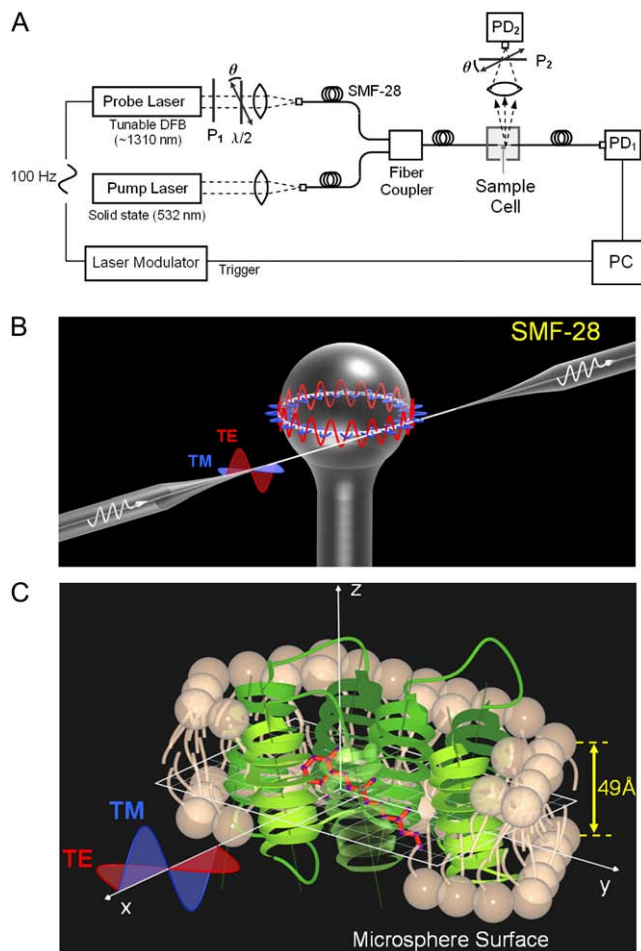 A
PD2
θ
P2
θ
SMF-28
Probe Laser
Tunable DFB
(~1310 nm)
P1
λ/2
PD1
100 Hz
Fiber
Coupler
Sample
Cell
Pump Laser
Solid state (532 nm)
Laser Modulator
Trigger
PC
B
SMF-28
TE
TM
C
z
49Å
TM
TE
x
y
Microsphere Surface